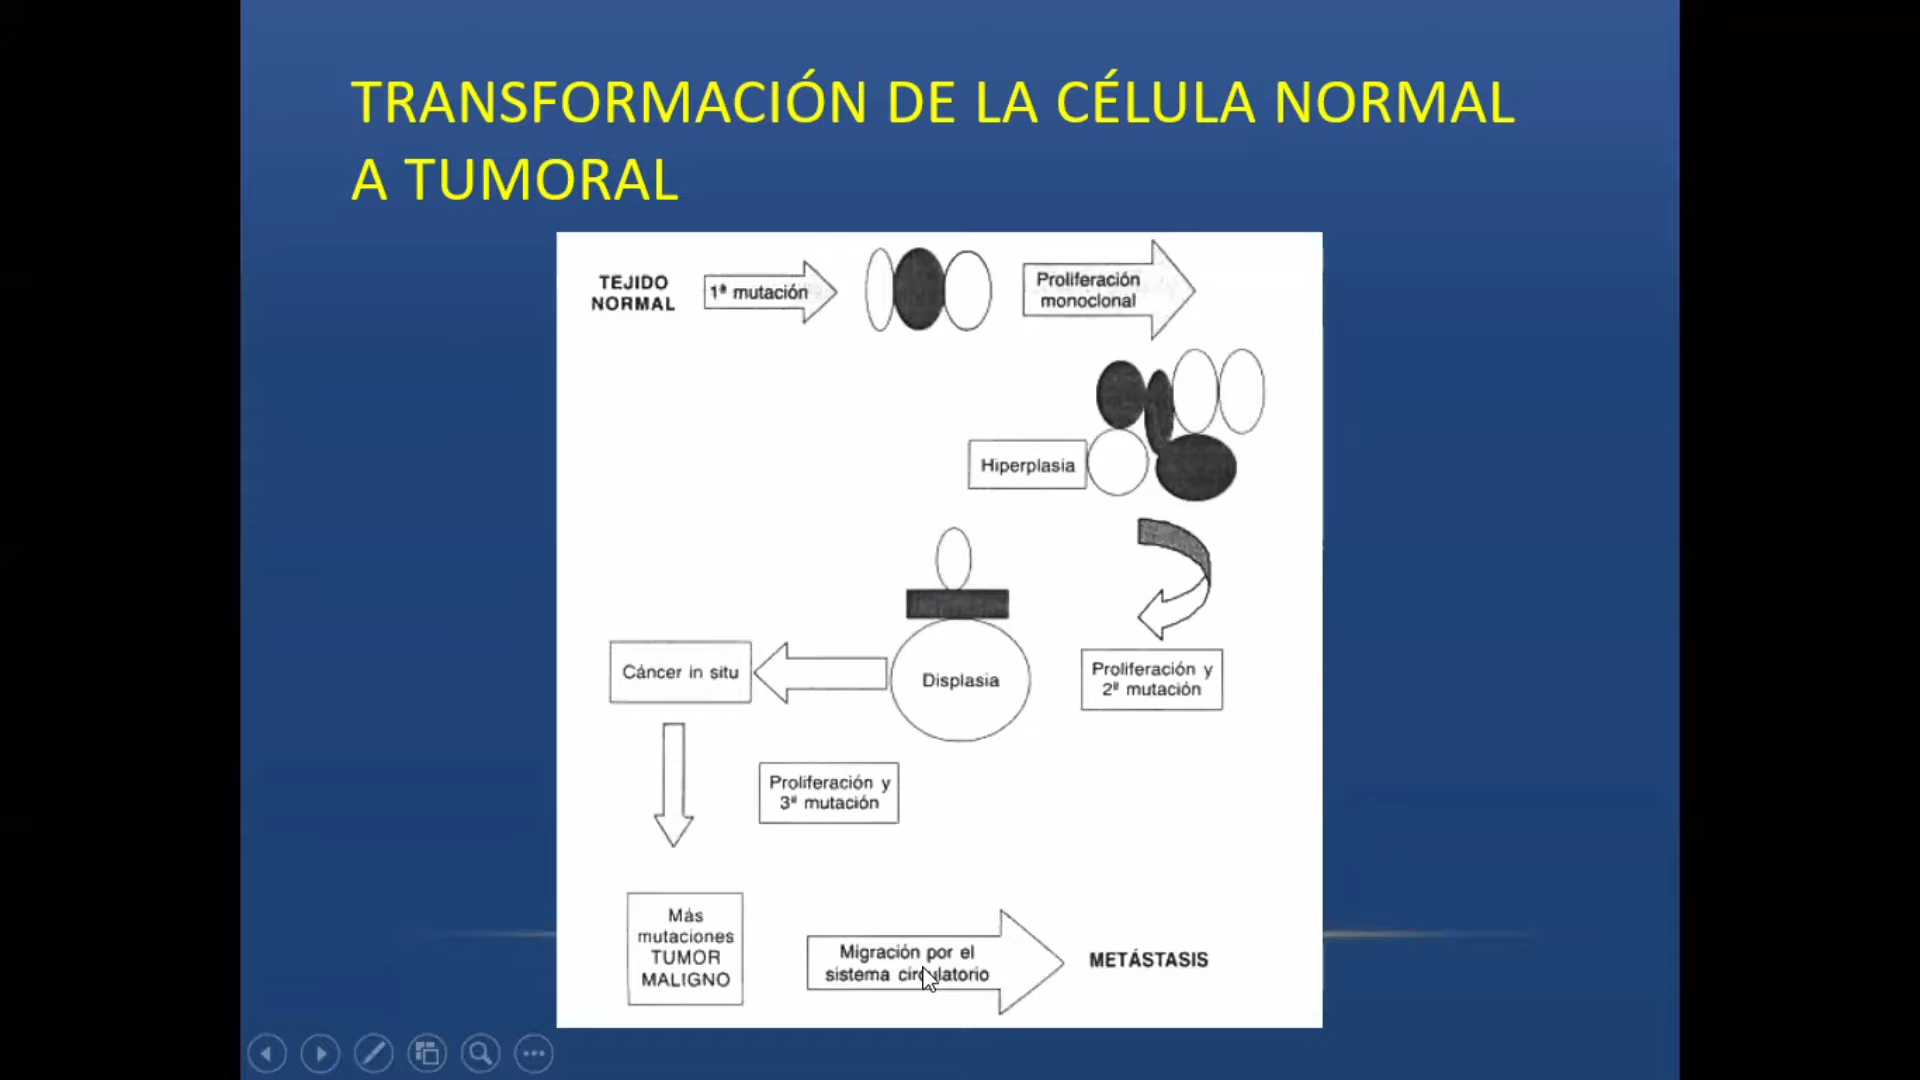 TRANSFORMACIÓN DE LA CÉLULA NORMAL
A TUMORAL
TEJIDO
NORMAL
1ª mutación
Proliferación
monoclonal
Hiperplasia
Proliferación y
2ª mutación
Displasia
Cáncer in situ
Proliferación y
3ª mutación
Más
mutaciones
TUMOR
MALIGNO
Migración por el
sistema circulatorio
METÁSTASIS